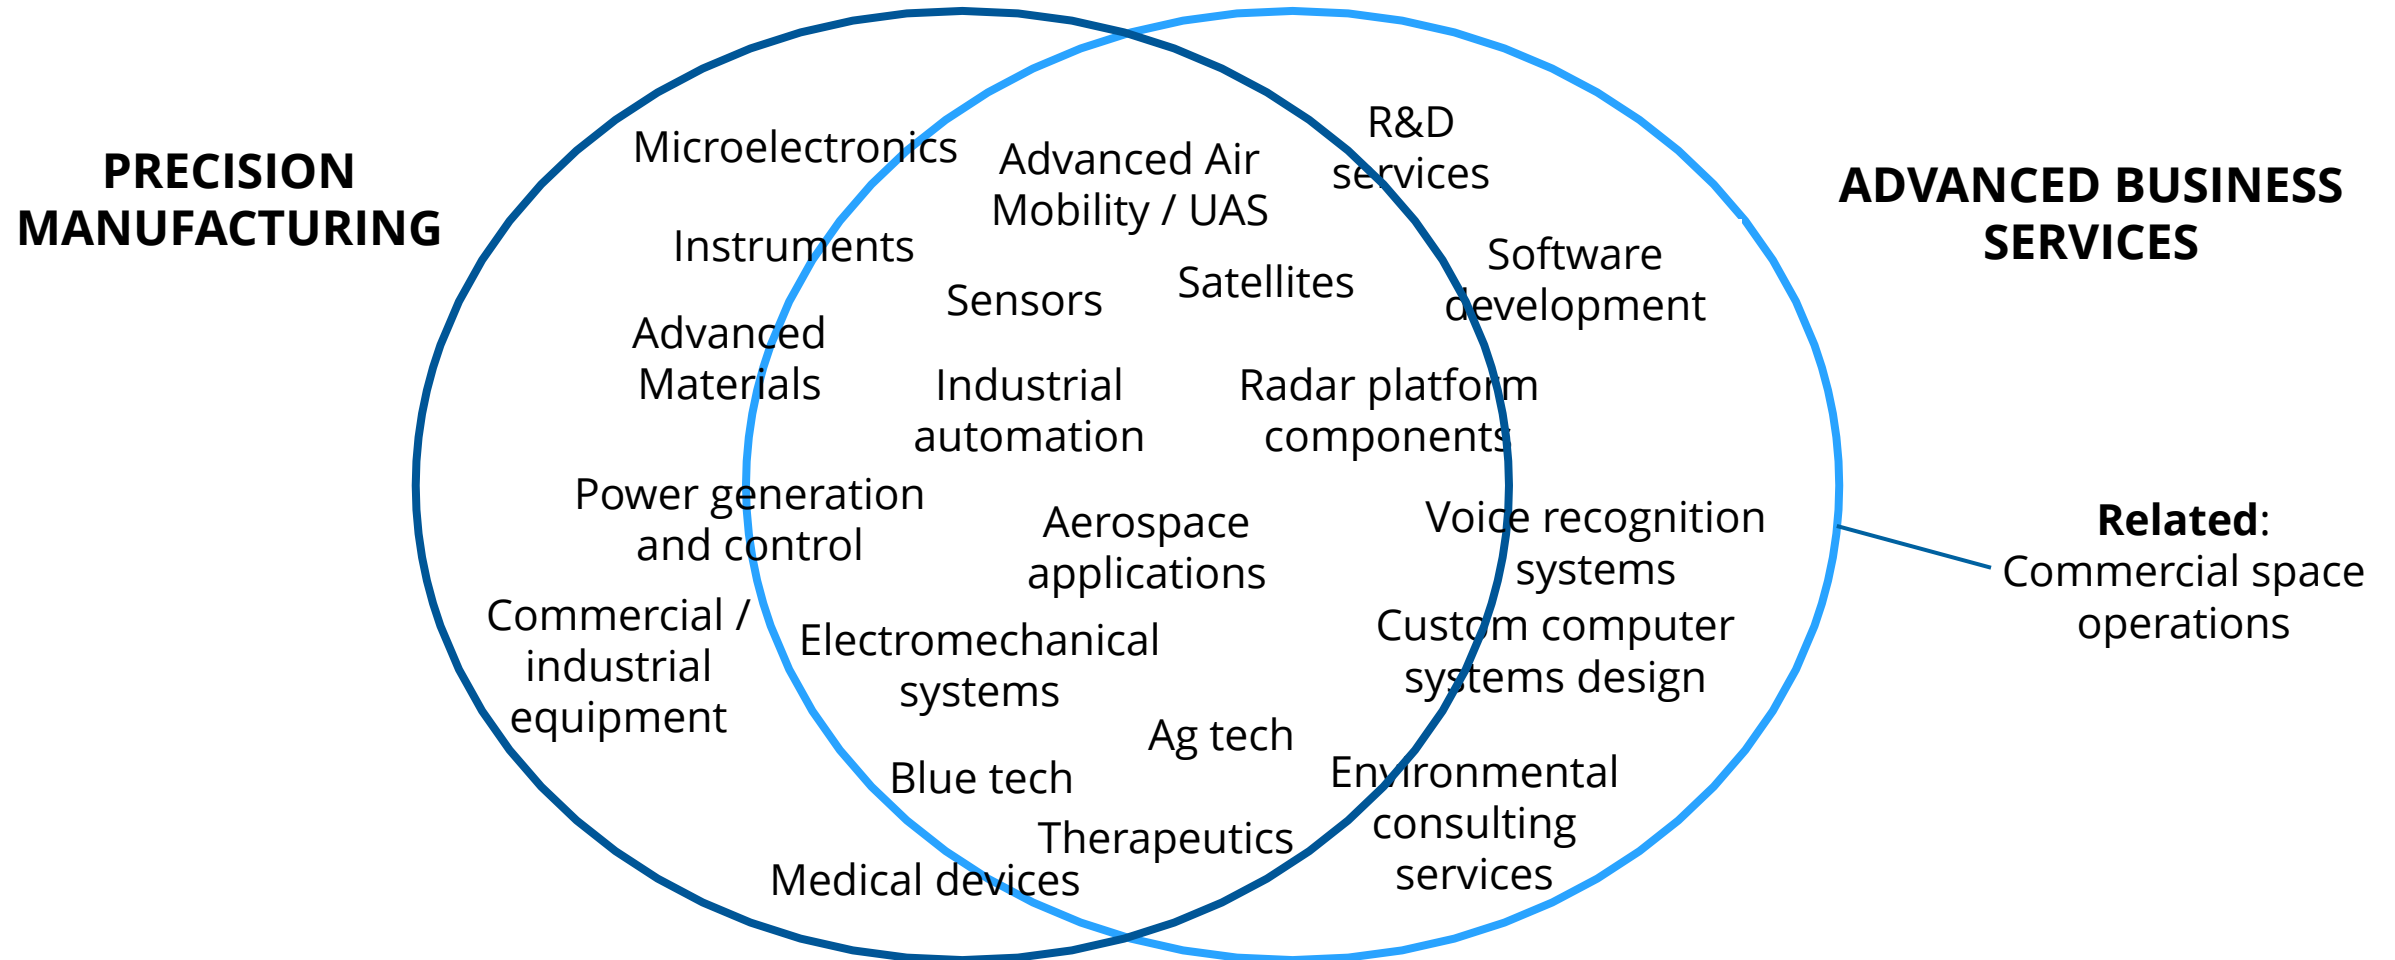 PRECISION
MANUFACTURING
Microelectronics
Instruments
Advanced
Materials
Power generation
and control
Commercial /
industrial
equipment
Medical devices
Advanced Air
Mobility / UAS
Sensors
Satellites
Industrial
automation
Radar platform
components
Aerospace
applications
Electromechanical
systems
Ag tech
Blue tech
Therapeutics
R&D
services
Software
development
Voice recognition
systems
Custom computer
systems design
Environmental
consulting
services
ADVANCED BUSINESS
SERVICES
Related:
Commercial space
operations